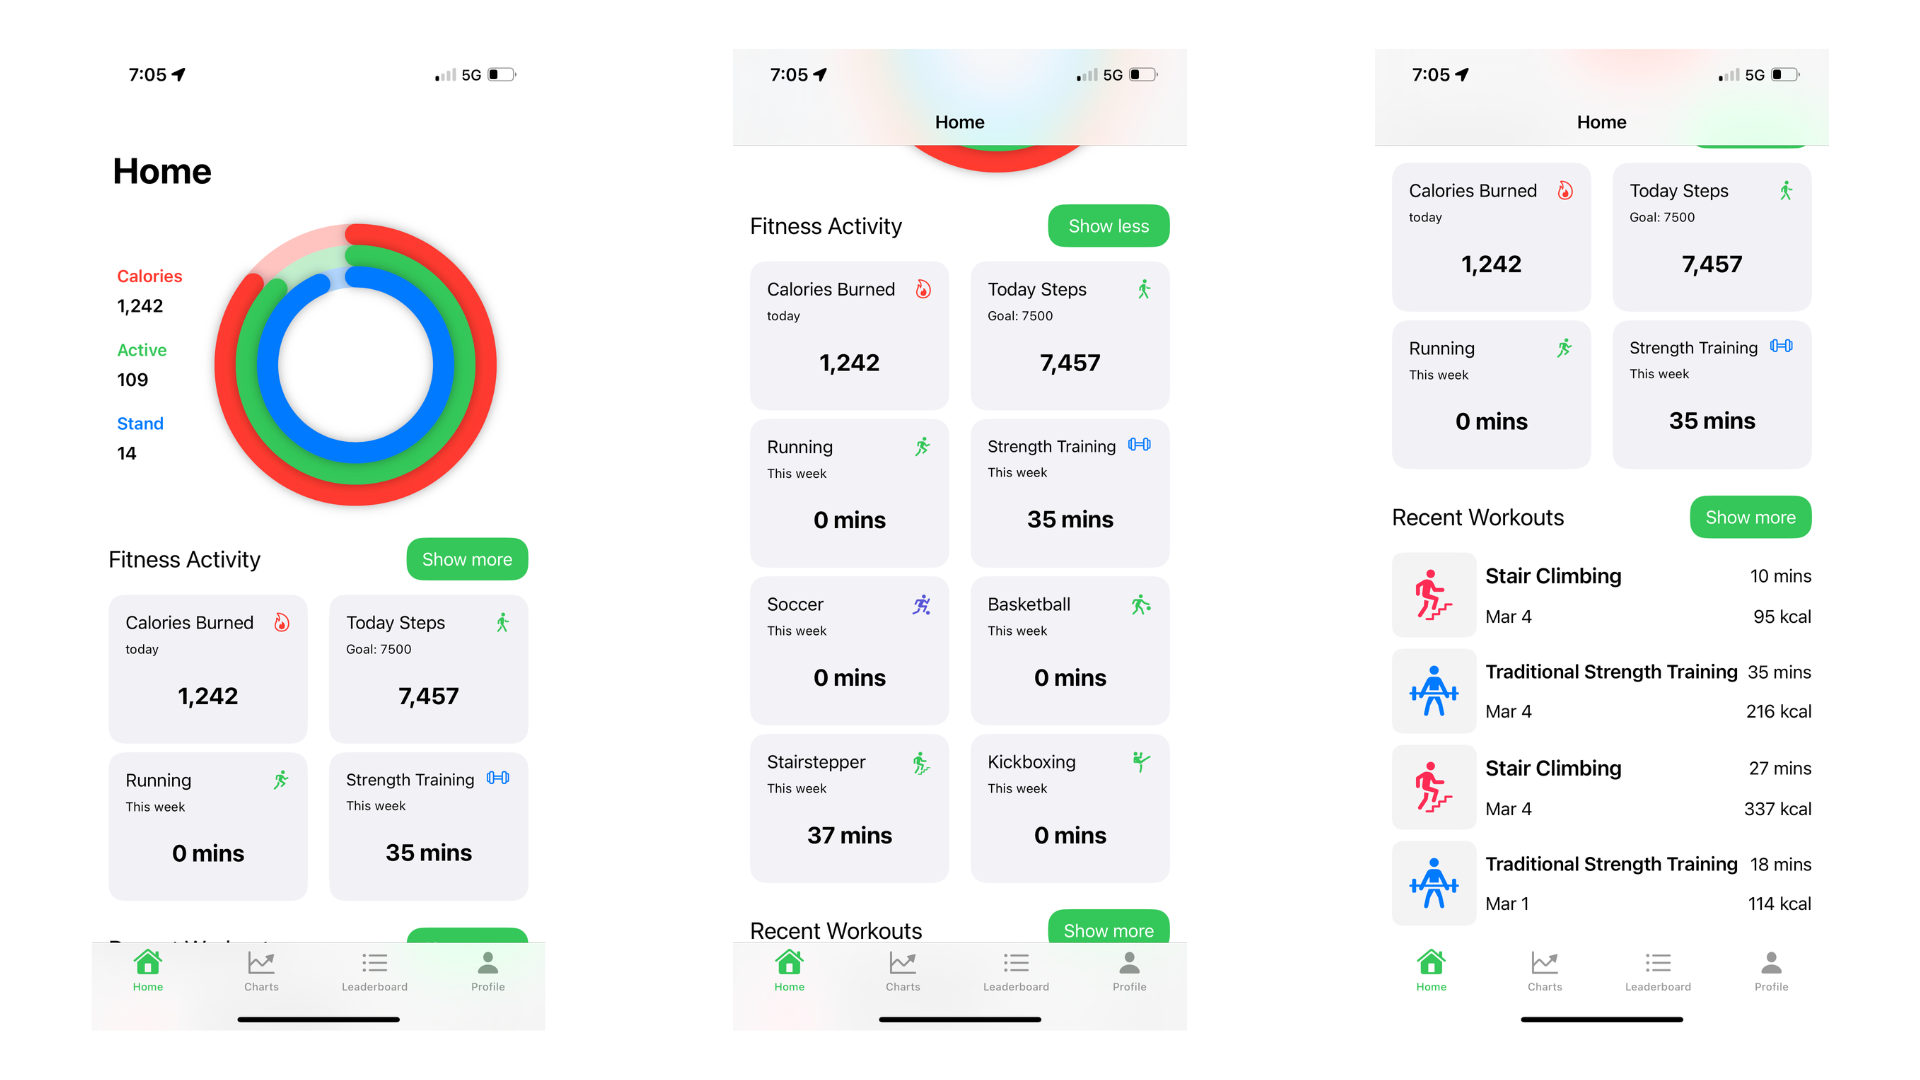 7:05
5G
Home
Calories
1,242
Active
109
Stand
14
Fitness Activity
Show more
Calories Burned
today
1,242
Today Steps
Goal: 7500
7,457
Running
This week
0 mins
Strength Training
This week
35 mins
Home
Charts
Leaderboard
Profile
7:05
5G
Home
Fitness Activity
Show less
Calories Burned
today
1,242
Today Steps
Goal: 7500
7,457
Running
This week
0 mins
Strength Training
This week
35 mins
Soccer
This week
0 mins
Basketball
This week
0 mins
Stairstepper
This week
37 mins
Kickboxing
This week
0 mins
Recent Workouts
Show more
Home
Charts
Leaderboard
Profile
7:05
5G
Home
Calories Burned
today
1,242
Today Steps
Goal: 7500
7,457
Running
This week
0 mins
Strength Training
This week
35 mins
Recent Workouts
Show more
Stair Climbing 10 mins
Mar 4 95 kcal
Traditional Strength Training 35 mins
Mar 4 216 kcal
Stair Climbing 27 mins
Mar 4 337 kcal
Traditional Strength Training 18 mins
Mar 1 114 kcal
Home
Charts
Leaderboard
Profile